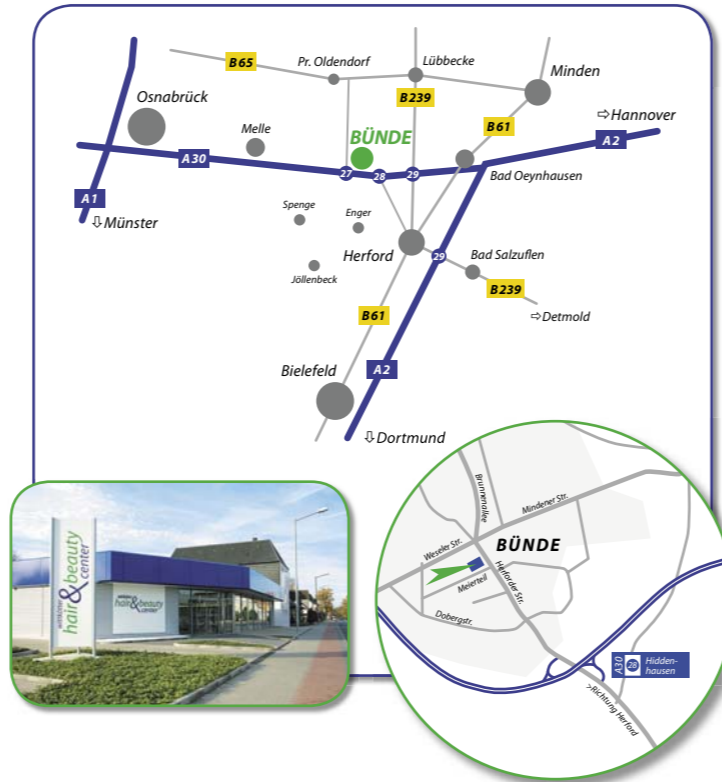 B65
Pr. Oldendorf
Lübbecke
Minden
Osnabrück
B239
⇨Hannover
Melle
BÜNDE
B61
A2
A30
27
28
29
Bad Oeynhausen
A1
⇩Münster
Spenge
Enger
Herford
29
Bad Salzuflen
Jöllenbeck
B239
B61
⇨Detmold
Bielefeld
A2
⇩Dortmund
hair&beauty
center
hair&beauty
center
Brunnenallee
Mindener Str.
Weseler Str.
BÜNDE
Meierteil
Herforder Str.
Dobergstr.
A30
28
Hidden-
hausen
>Richtung Herford